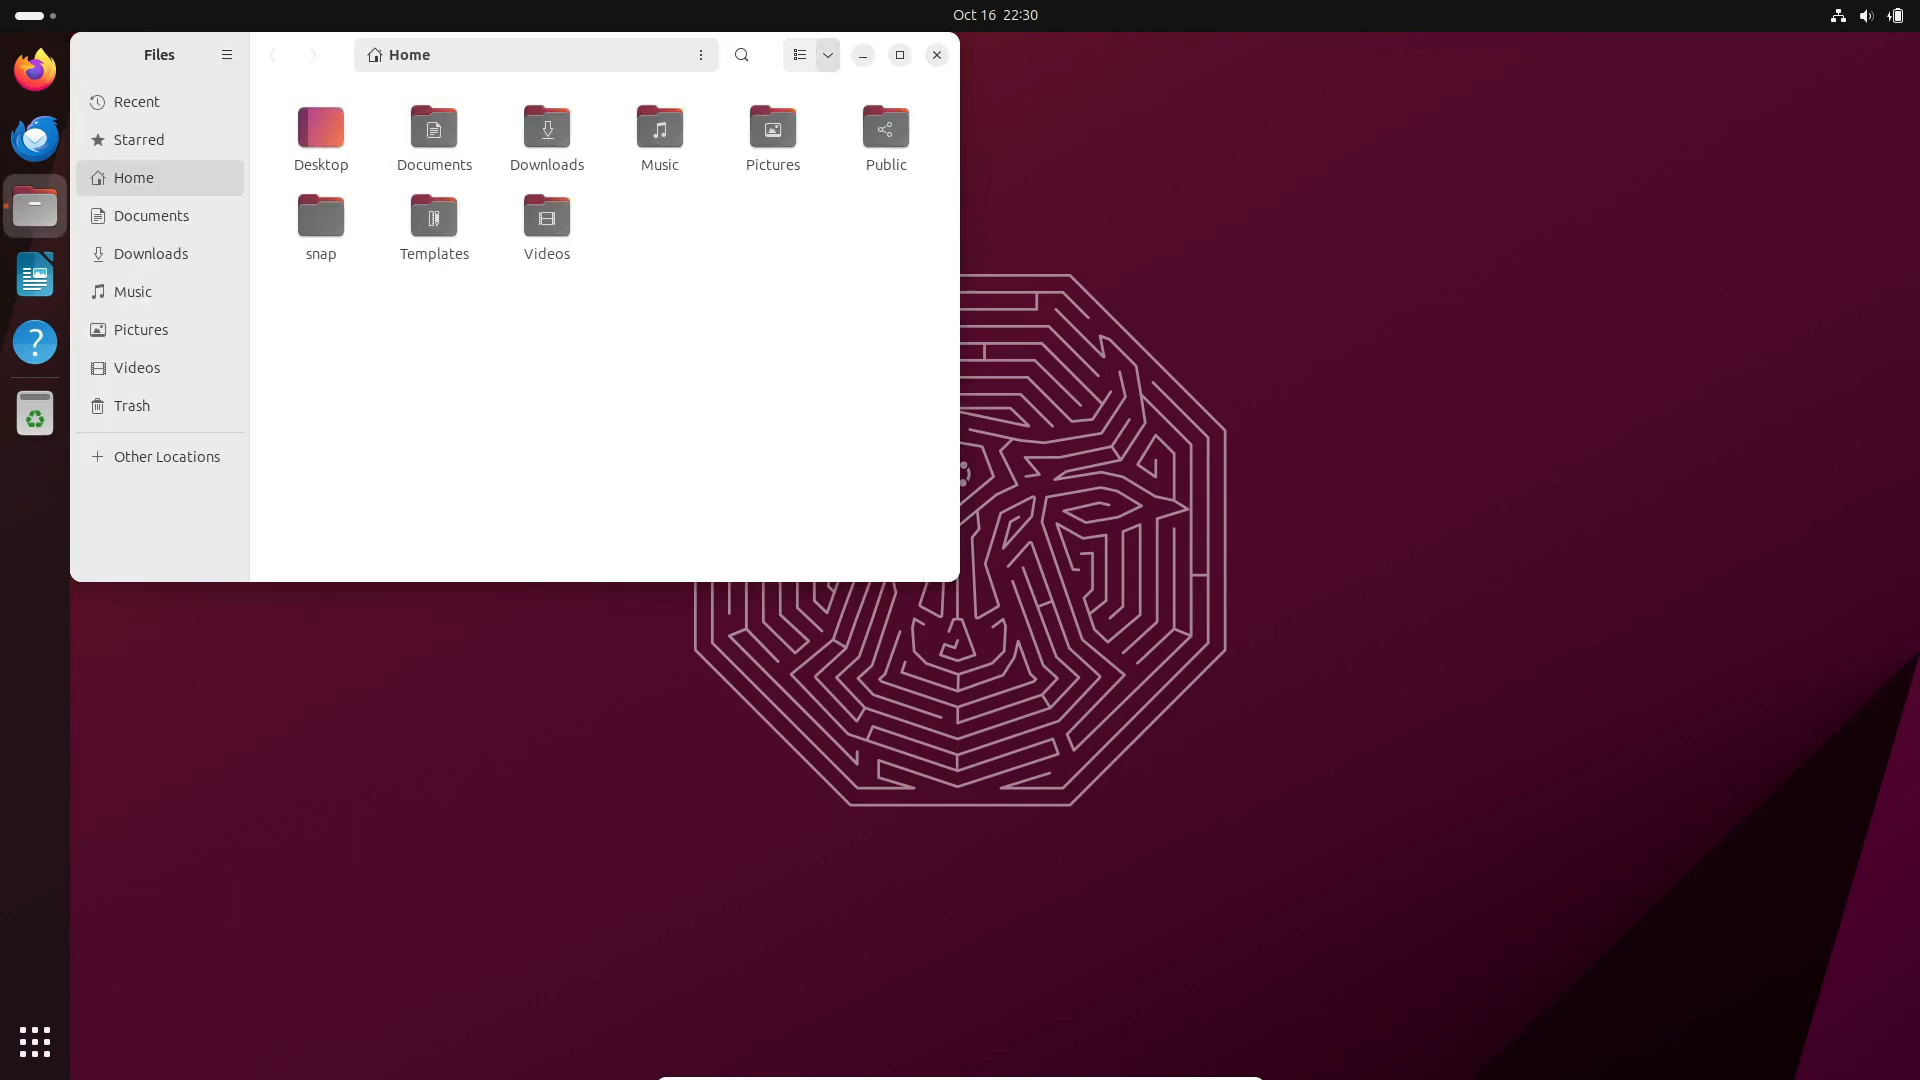 Oct 16 22:30
Files
Home
Recent
Starred
Home
Documents
Downloads
Music
Pictures
Videos
Trash
Other Locations
Desktop
Documents
Downloads
Music
Pictures
Public
snap
Templates
Videos